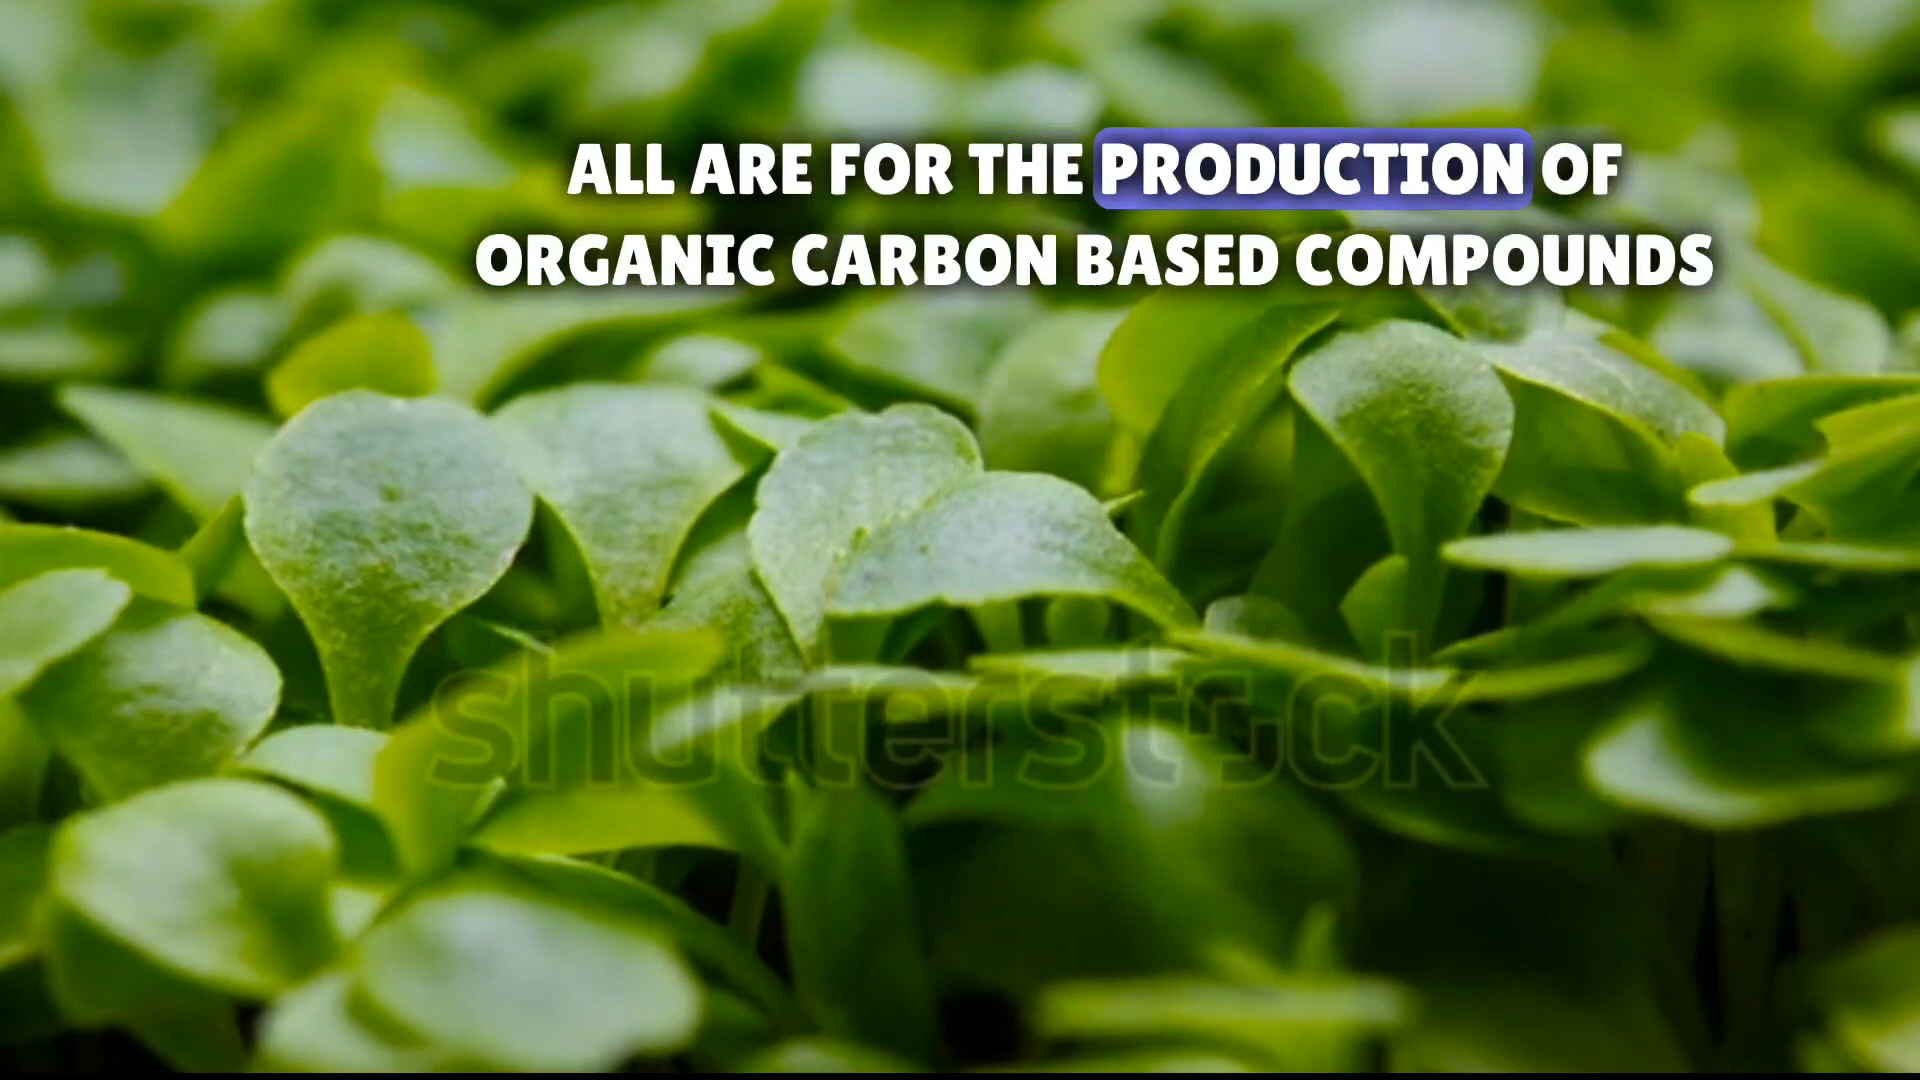 ALL ARE FOR THE PRODUCTION OF
ORGANIC CARBON BASED COMPOUNDS
shutterstock